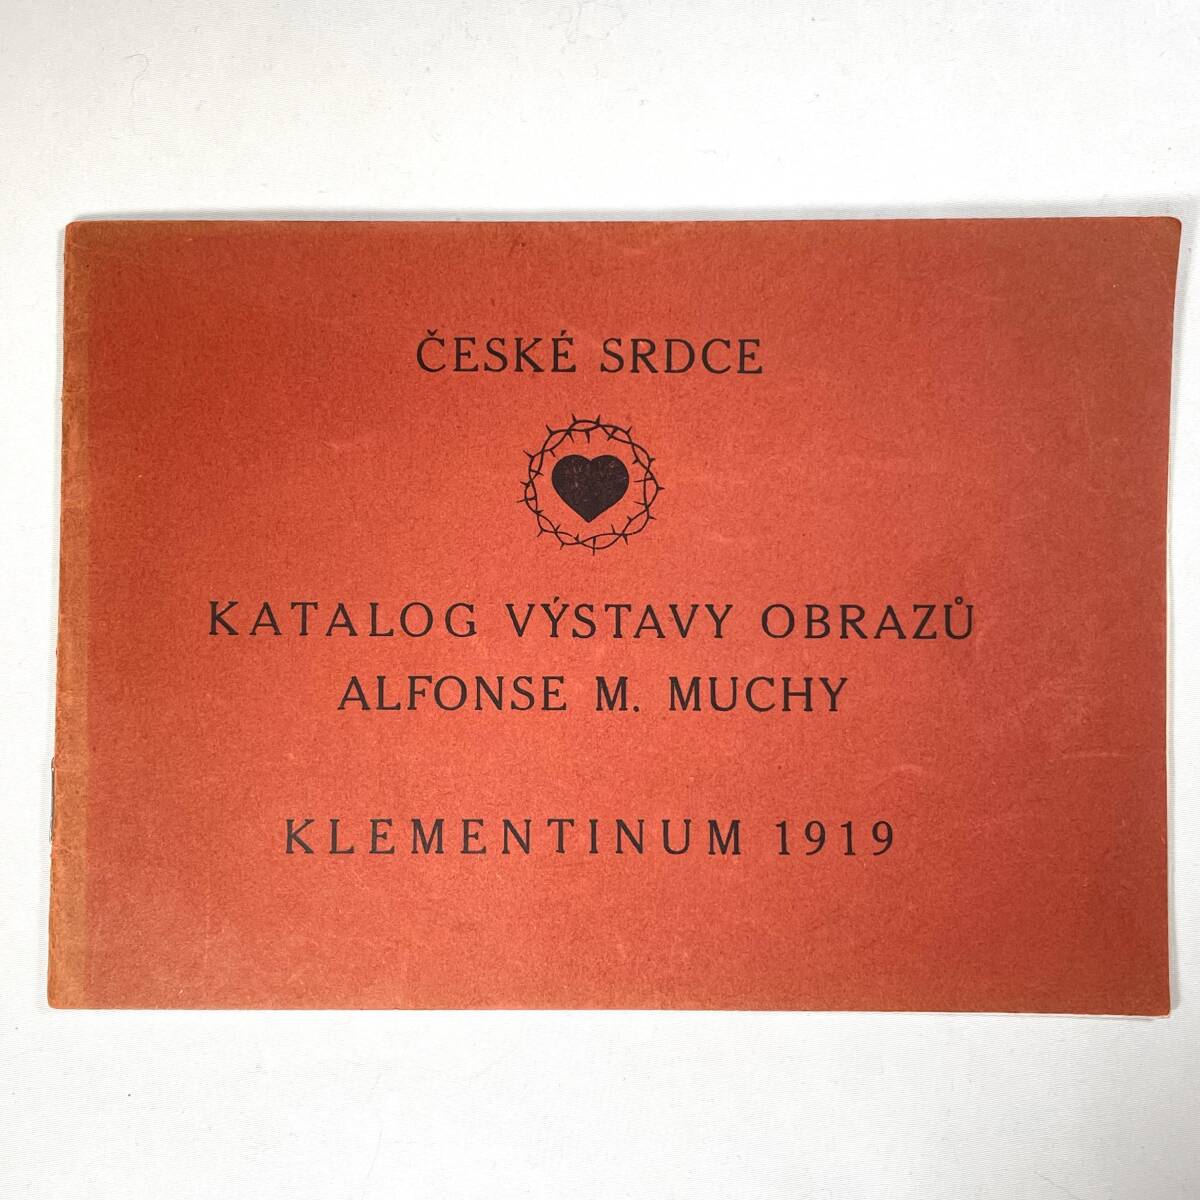 ČESKÉ SRDCE
KATALOG VÝSTAVY OBRAZŮ
ALFONSE M. MUCHY
KLEMENTINUM 1919